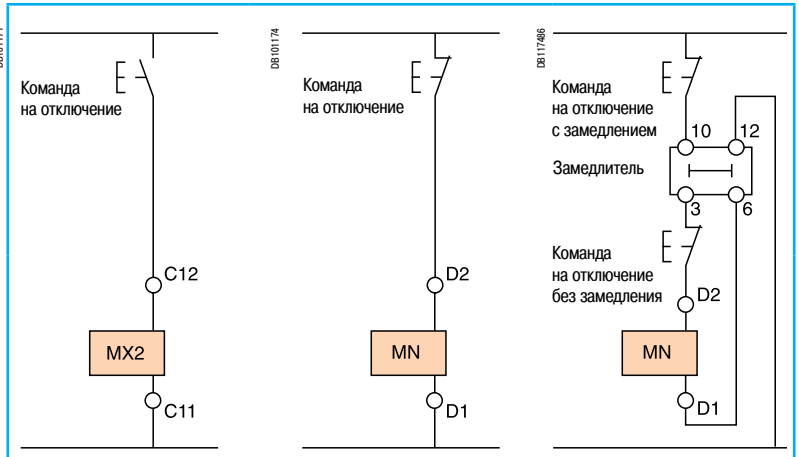 DB101171
Команда
на отключение
C12
MX2
C11
DB101174
Команда
на отключение
D2
MN
D1
DB117486
Команда
на отключение
с замедлением
10
12
Замедлитель
3
6
Команда
на отключение
без замедления
D2
MN
D1